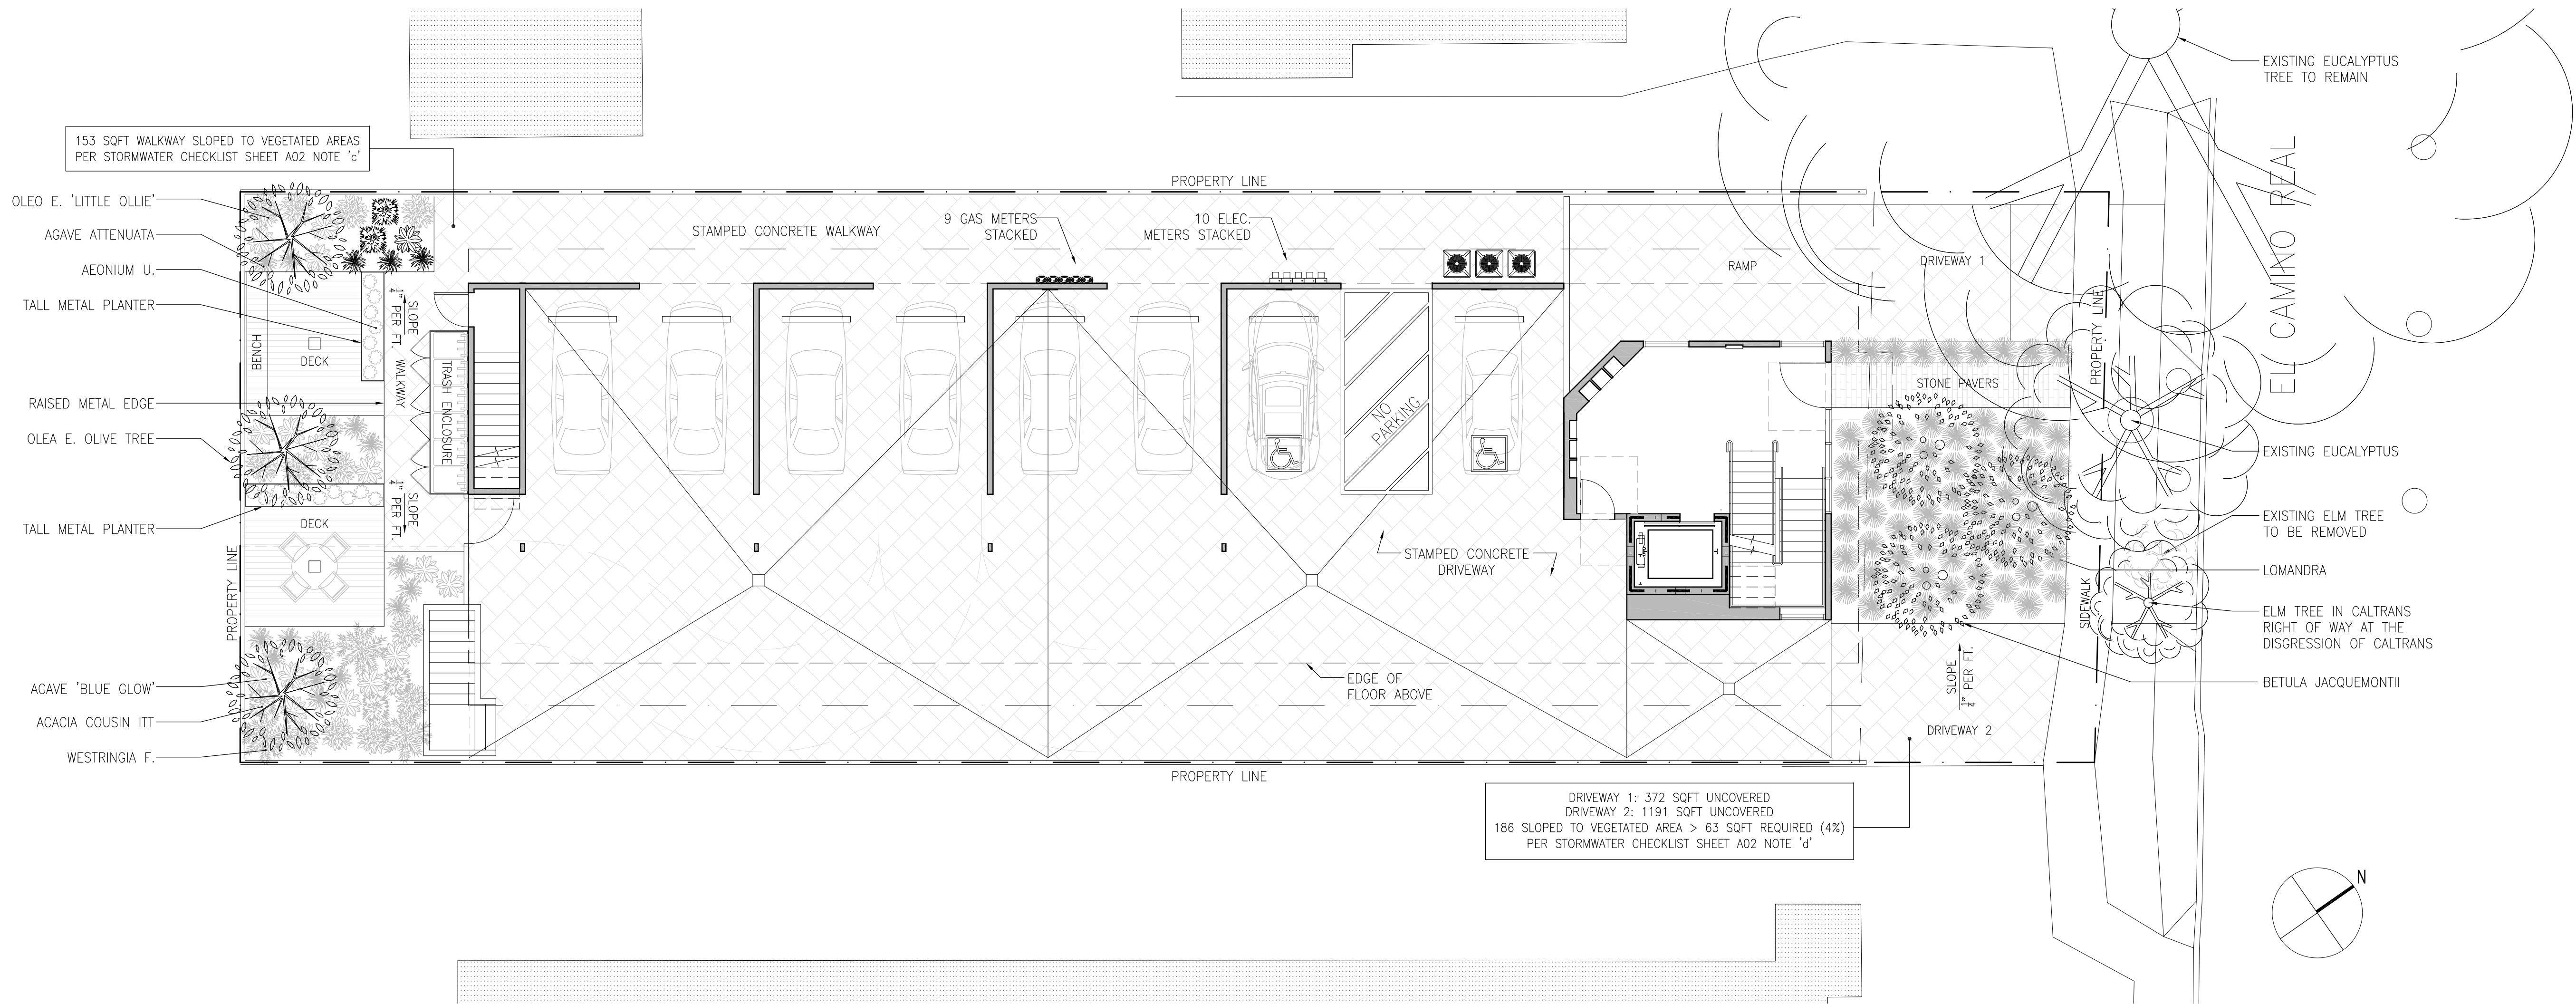 EXISTING EUCALYPTUS
TREE TO REMAIN
153 SQFT WALKWAY SLOPED TO VEGETATED AREAS
PER STORMWATER CHECKLIST SHEET A02 NOTE 'c'
EL CAMINO REAL
PROPERTY LINE
OLEO E. 'LITTLE OLLIE'
AGAVE ATTENUATA
AEONIUM U.
TALL METAL PLANTER
RAISED METAL EDGE
OLEA E. OLIVE TREE
TALL METAL PLANTER
AGAVE 'BLUE GLOW'
ACACIA COUSIN ITT
WESTRINGIA F.
PROPERTY LINE
BENCH
DECK
DECK
SLOPE
1/4" PER FT.
WALKWAY
TRASH ENCLOSURE
SLOPE
1/4" PER FT.
STAMPED CONCRETE WALKWAY
9 GAS METERS
STACKED
10 ELEC.
METERS STACKED
RAMP
DRIVEWAY 1
NO
PARKING
STAMPED CONCRETE
DRIVEWAY
EDGE OF
FLOOR ABOVE
STONE PAVERS
PROPERTY LINE
SIDEWALK
SLOPE
1/4" PER FT.
DRIVEWAY 2
EXISTING EUCALYPTUS
EXISTING ELM TREE
TO BE REMOVED
LOMANDRA
ELM TREE IN CALTRANS
RIGHT OF WAY AT THE
DISGRESSION OF CALTRANS
BETULA JACQUEMONTII
PROPERTY LINE
DRIVEWAY 1: 372 SQFT UNCOVERED
DRIVEWAY 2: 1191 SQFT UNCOVERED
186 SLOPED TO VEGETATED AREA > 63 SQFT REQUIRED (4%)
PER STORMWATER CHECKLIST SHEET A02 NOTE 'd'
N